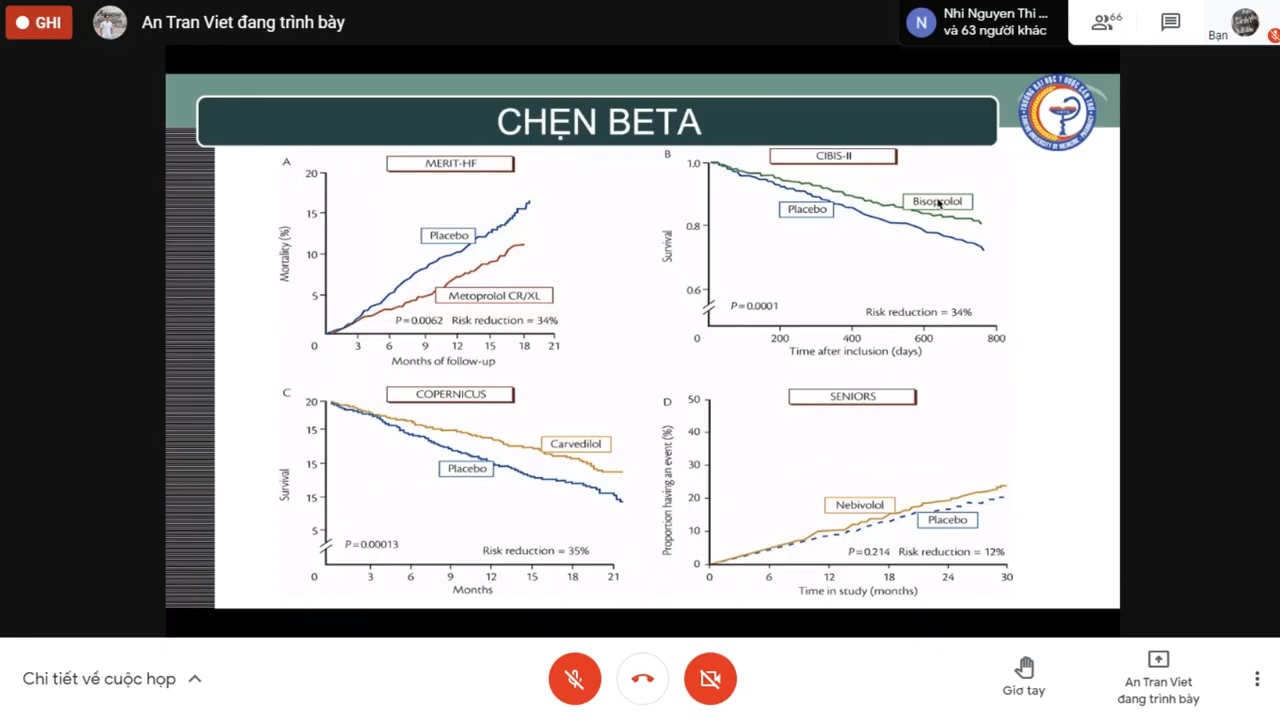 GHI
An Tran Viet đang trình bày
N
Nhi Nguyen Thi ...
và 63 người khác
66
Bạn
CHẸN BETA
TRƯỜNG ĐẠI HỌC Y DƯỢC CẦN THƠ
A
MERIT-HF
20
15
10
5
0
Mortality (%)
Placebo
Metoprolol CR/XL
P=0.0062 Risk reduction = 34%
3 6 9 12 15 18 21
Months of follow-up
B
CIBIS-II
1.0
0.8
0.6
0
Survival
Bisoprolol
Placebo
P=0.0001
Risk reduction = 34%
200 400 600 800
Time after inclusion (days)
C
COPERNICUS
20
15
15
15
5
0
Survival
Carvedilol
Placebo
P=0.00013
Risk reduction = 35%
3 6 9 12 15 18 21
Months
D
SENIORS
50
40
30
20
10
0
Proportion having an event (%)
Nebivolol
Placebo
P=0.214 Risk reduction = 12%
0 6 12 18 24 30
Time in study (months)
Chi tiết về cuộc họp
Giơ tay
An Tran Viet
đang trình bày